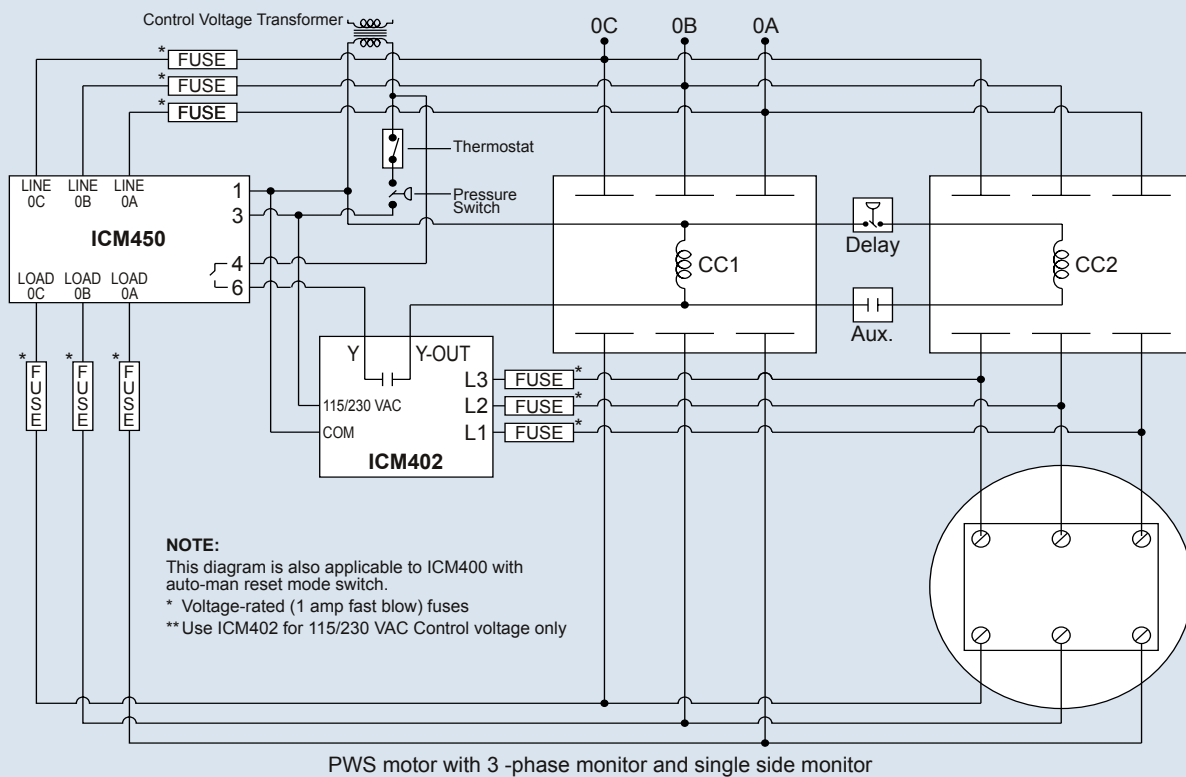 Control Voltage Transformer
0C
0B
0A
* FUSE
* FUSE
* FUSE
Thermostat
Pressure
Switch
LINE
0C
LINE
0B
LINE
0A
1
3
4
6
ICM450
LOAD
0C
LOAD
0B
LOAD
0A
Delay
CC1
CC2
Aux.
* FUSE
* FUSE
* FUSE
Y
Y-OUT
115/230 VAC
COM
L3
L2
L1
ICM402
FUSE *
FUSE *
FUSE *
NOTE:
This diagram is also applicable to ICM400 with
auto-man reset mode switch.
* Voltage-rated (1 amp fast blow) fuses
** Use ICM402 for 115/230 VAC Control voltage only
PWS motor with 3 -phase monitor and single side monitor